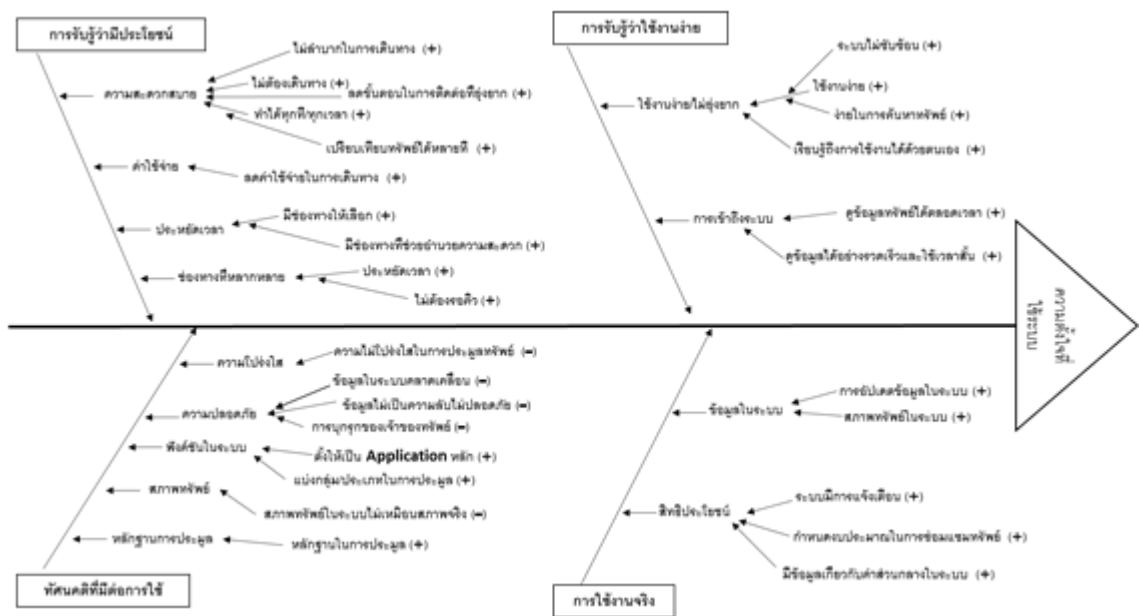 การรับรู้ว่ามีประโยชน์
ไม่ลำบากในการเดินทาง (+)
ความสะดวกสบาย
ไม่ต้องเดินทาง (+)
ลดขั้นตอนในการติดต่อที่ยุ่งยาก (+)
ทำได้ทุกที่/ทุกเวลา (+)
เปรียบเทียบทรัพย์ได้หลายที่ (+)
ค่าใช้จ่าย
ลดค่าใช้จ่ายในการเดินทาง (+)
ประหยัดเวลา
มีช่องทางให้เลือก (+)
มีช่องทางที่ช่วยอำนวยความสะดวก (+)
ช่องทางที่หลากหลาย
ประหยัดเวลา (+)
ไม่ต้องรอคิว (+)
การรับรู้ว่าใช้งานง่าย
ระบบไม่ซับซ้อน (+)
ใช้งานง่าย/ไม่ยุ่งยาก
ใช้งานง่าย (+)
ง่ายในการค้นหาทรัพย์ (+)
เรียนรู้ถึงการใช้งานได้ด้วยตนเอง (+)
การเข้าถึงระบบ
ดูข้อมูลทรัพย์ได้ตลอดเวลา (+)
ดูข้อมูลได้อย่างรวดเร็วและใช้เวลาสั้น (+)
ความตั้งใจที่
ใช้ระบบ
ความโปร่งใส
ความไม่โปร่งใสในการประมูลทรัพย์ (−)
ข้อมูลในระบบคลาดเคลื่อน (−)
ความปลอดภัย
ข้อมูลไม่เป็นความลับไม่ปลอดภัย (−)
การบุกรุกของเจ้าของทรัพย์ (−)
ฟังค์ชันในระบบ
ตั้งให้เป็น Application หลัก (+)
แบ่งกลุ่ม/ประเภทในการประมูล (+)
สภาพทรัพย์
สภาพทรัพย์ในระบบไม่เหมือนสภาพจริง (−)
หลักฐานการประมูล
หลักฐานในการประมูล (+)
ทัศนคติที่มีต่อการใช้
การอัปเดตข้อมูลในระบบ (+)
ข้อมูลในระบบ
สภาพทรัพย์ในระบบ (+)
ระบบมีการแจ้งเตือน (+)
สิทธิประโยชน์
กำหนดงบประมาณในการซ่อมแซมทรัพย์ (+)
มีข้อมูลเกี่ยวกับค่าส่วนกลางในระบบ (+)
การใช้งานจริง